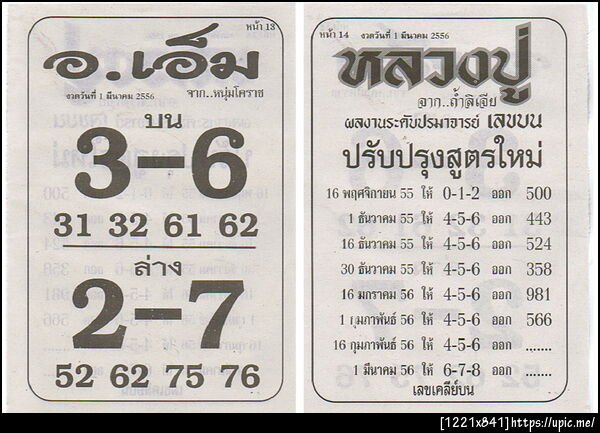 หน้า 13
อ.เอ็ม
งวดวันที่ 1 มีนาคม 2556
จาก..หนุ่มโคราช
บน
3-6
31 32 61 62
ล่าง
2-7
52 62 75 76
หน้า 14
งวดวันที่ 1 มีนาคม 2556
หลวงปู่
จาก..ถ้ำลิเจีย
ผลงานระดับปรมาจารย์ เลขบน
ปรับปรุงสูตรใหม่
16 พฤศจิกายน 55 ให้ 0-1-2 ออก 500
1 ธันวาคม 55 ให้ 4-5-6 ออก 443
16 ธันวาคม 55 ให้ 4-5-6 ออก 524
30 ธันวาคม 55 ให้ 4-5-6 ออก 358
16 มกราคม 56 ให้ 4-5-6 ออก 981
1 กุมภาพันธ์ 56 ให้ 4-5-6 ออก 566
16 กุมภาพันธ์ 56 ให้ 4-5-6 ออก ........
1 มีนาคม 56 ให้ 6-7-8 ออก ........
เลขเคลีย์บน
[1221x841]https://upic.me/